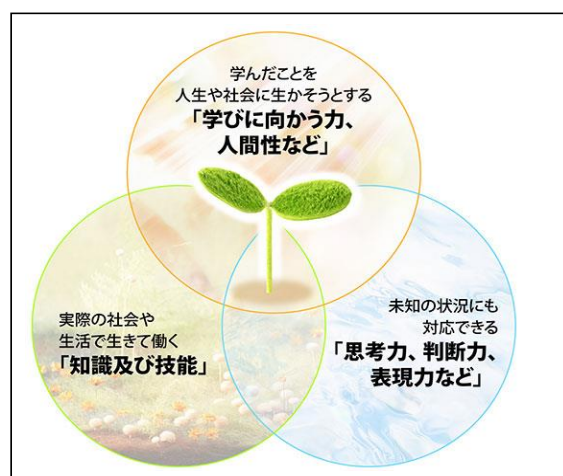 学んだことを
人生や社会に生かそうとする
「学びに向かう力、
人間性など」
実際の社会や
生活で生きて働く
「知識及び技能」
未知の状況にも
対応できる
「思考力、判断力、
表現力など」